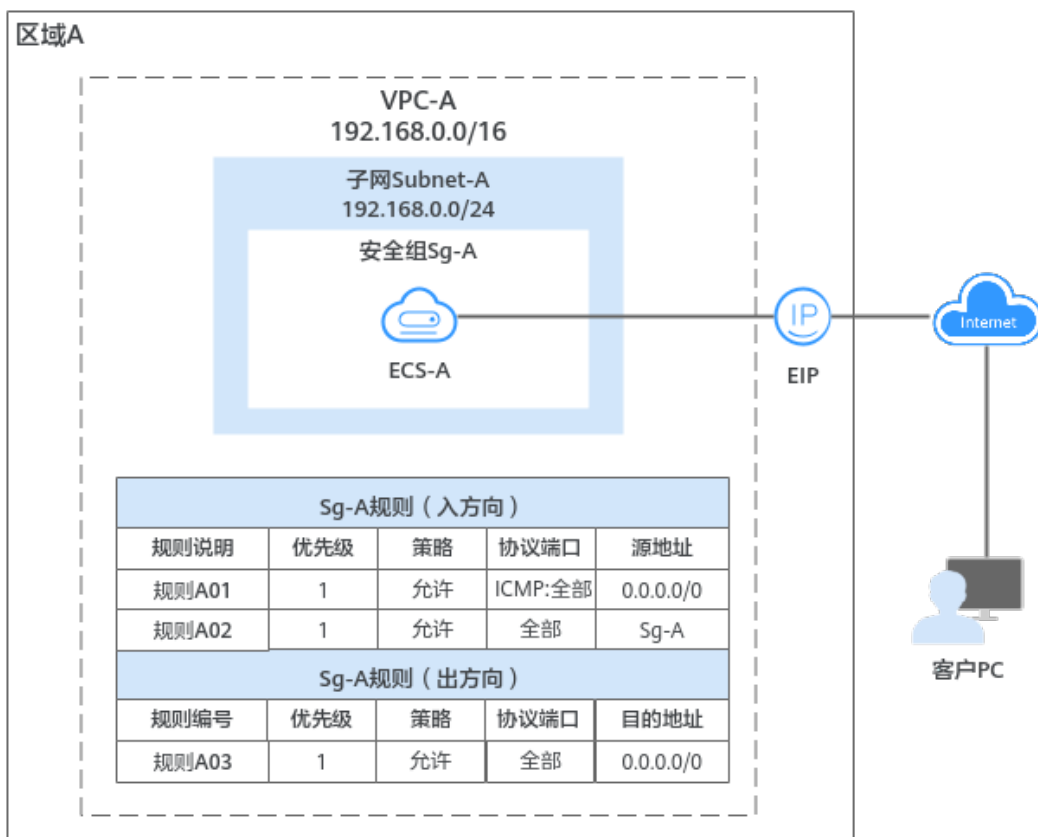 区域A
VPC-A
192.168.0.0/16
子网Subnet-A
192.168.0.0/24
安全组Sg-A
ECS-A
IP
EIP
Internet
客户PC
Sg-A规则（入方向）
规则说明 优先级 策略 协议端口 源地址
规则A01 1 允许 ICMP:全部 0.0.0.0/0
规则A02 1 允许 全部 Sg-A
Sg-A规则（出方向）
规则编号 优先级 策略 协议端口 目的地址
规则A03 1 允许 全部 0.0.0.0/0